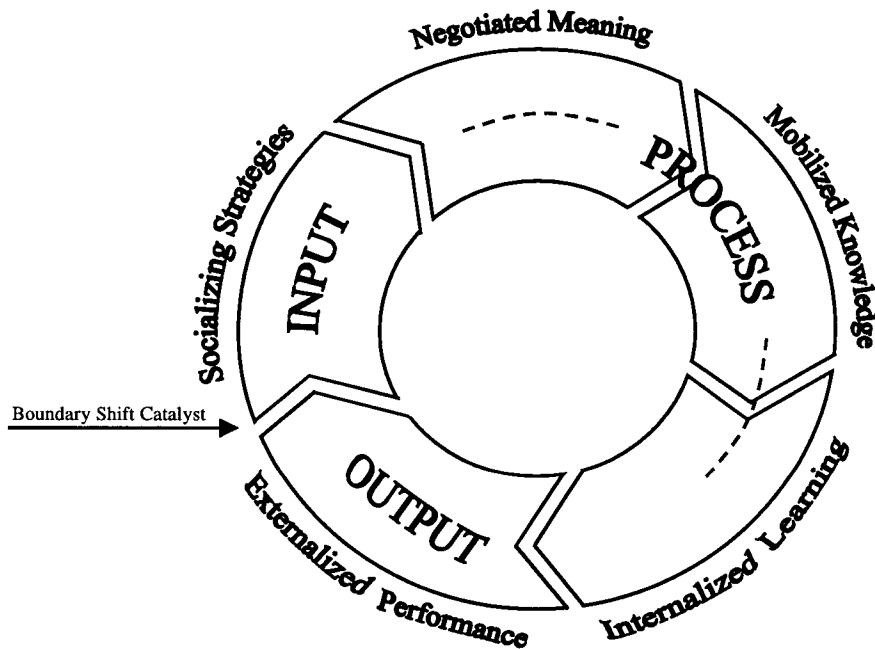 Negotiated Meaning
Mobilized Knowledge
Socializing Strategies
PROCESS
INPUT
Boundary Shift Catalyst
OUTPUT
Internalized Learning
Externalized Performance